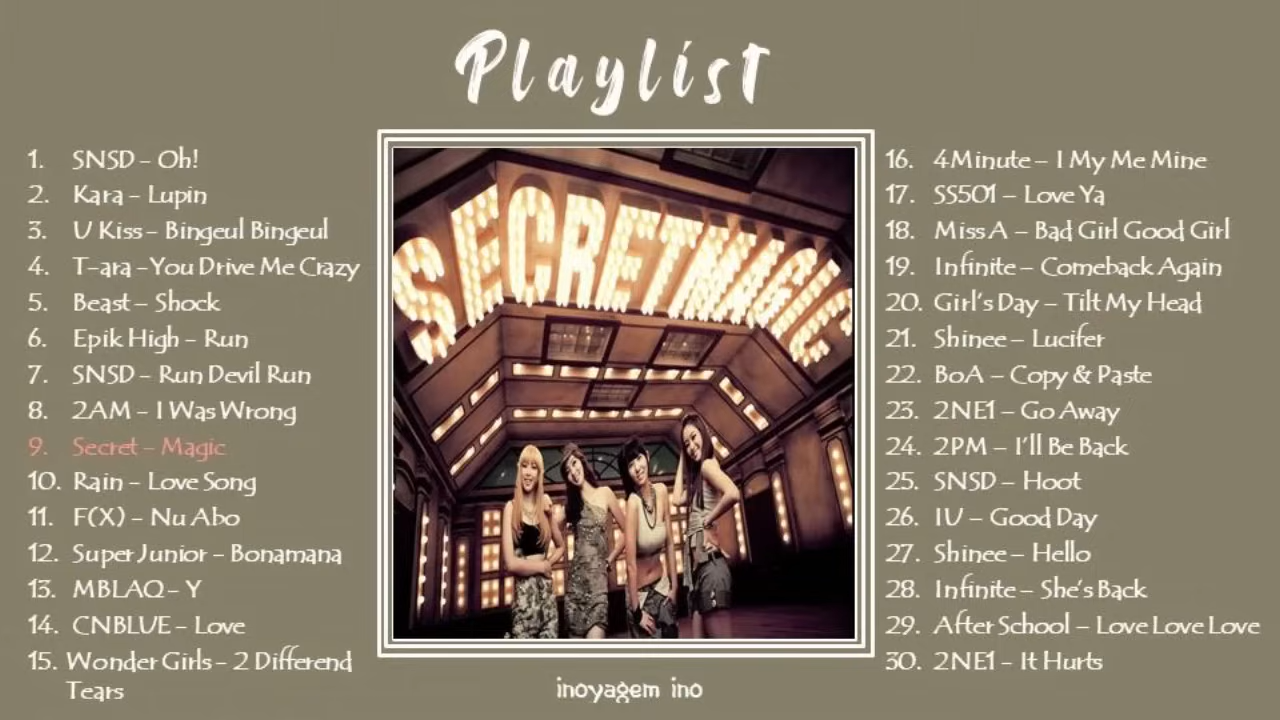 Playlist
1. SNSD – Oh!
2. Kara – Lupin
3. U Kiss – Bingeul Bingeul
4. T-ara – You Drive Me Crazy
5. Beast – Shock
6. Epik High – Run
7. SNSD – Run Devil Run
8. 2AM – I Was Wrong
9. Secret – Magic
10. Rain – Love Song
11. F(X) – Nu Abo
12. Super Junior – Bonamana
13. MBLAQ – Y
14. CNBLUE – Love
15. Wonder Girls – 2 Differend
Tears
SECRETMAGIC
inoyagem ino
16. 4Minute – I My Me Mine
17. SS501 – Love Ya
18. Miss A – Bad Girl Good Girl
19. Infinite – Comeback Again
20. Girl's Day – Tilt My Head
21. Shinee – Lucifer
22. BoA – Copy & Paste
23. 2NE1 – Go Away
24. 2PM – I'll Be Back
25. SNSD – Hoot
26. IU – Good Day
27. Shinee – Hello
28. Infinite – She's Back
29. After School – Love Love Love
30. 2NE1 – It Hurts